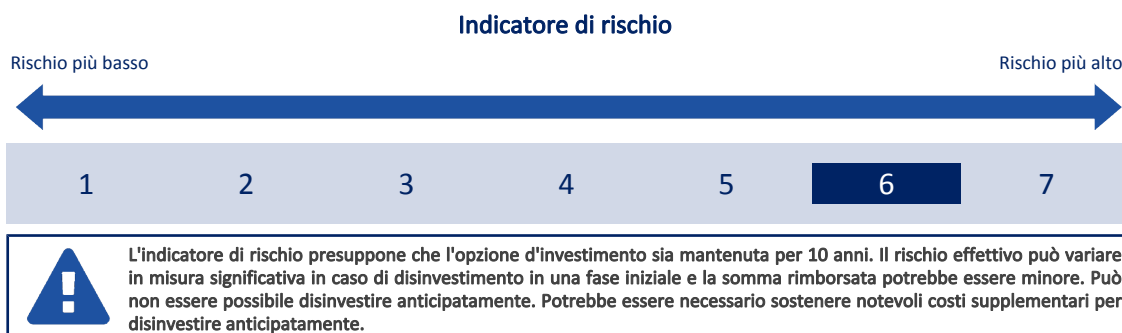 Indicatore di rischio
Rischio più basso
Rischio più alto
1 2 3 4 5 6 7
L'indicatore di rischio presuppone che l'opzione d'investimento sia mantenuta per 10 anni. Il rischio effettivo può variare
in misura significativa in caso di disinvestimento in una fase iniziale e la somma rimborsata potrebbe essere minore. Può
non essere possibile disinvestire anticipatamente. Potrebbe essere necessario sostenere notevoli costi supplementari per
disinvestire anticipatamente.